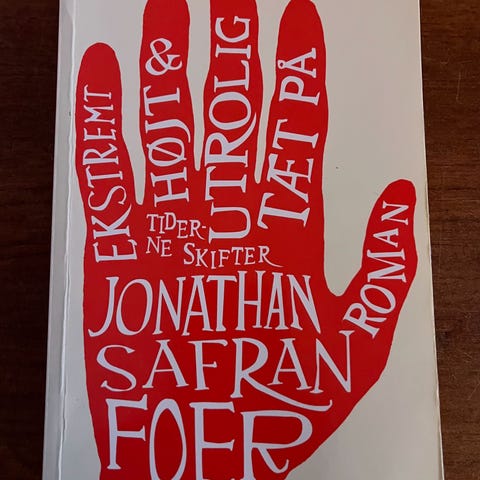 EKSTREMT
HØJT &
UTROLIG
TÆT PÅ
TIDER-
NE SKIFTER
JONATHAN
SAFRAN
FOER
ROMAN